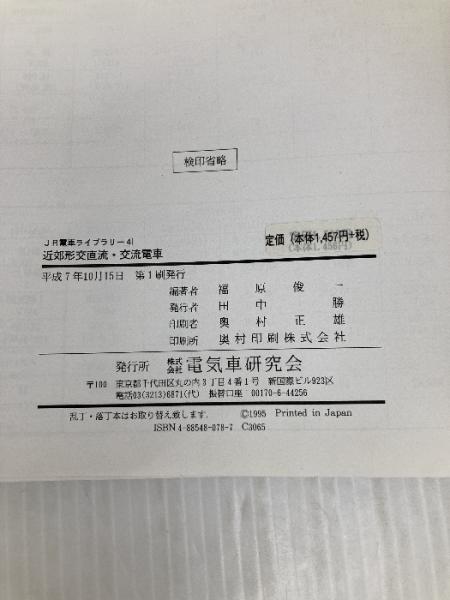 検印省略
JR電車ライブラリー4
近郊形交直流・交流電車
定価（本体1,457円+税）
平成7年10月15日 第1刷発行
編著者 福原俊一
発行者 田中勝
印刷者 奥村正雄
印刷所 奥村印刷株式会社
発行所 株式会社 電気車研究会
〒100 東京都千代田区丸の内3丁目4番1号 新国際ビル923区
電話03(3213)6871(代) 振替口座：00170-6-44256
乱丁・落丁本はお取り替え致します. ©1995 Printed in Japan
ISBN4-88548-078-7 C3065